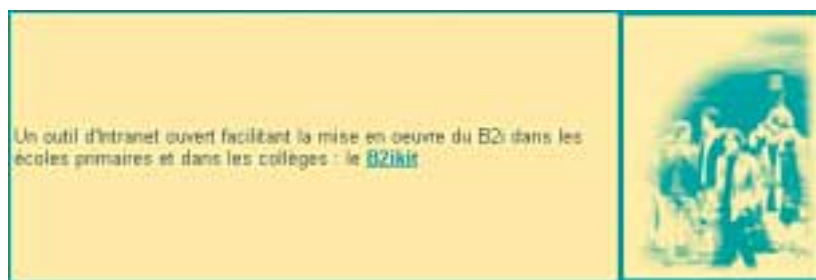 Un outil d'Intranet ouvert facilitant la mise en oeuvre du B2i dans les
écoles primaires et dans les collèges : le B2ikit